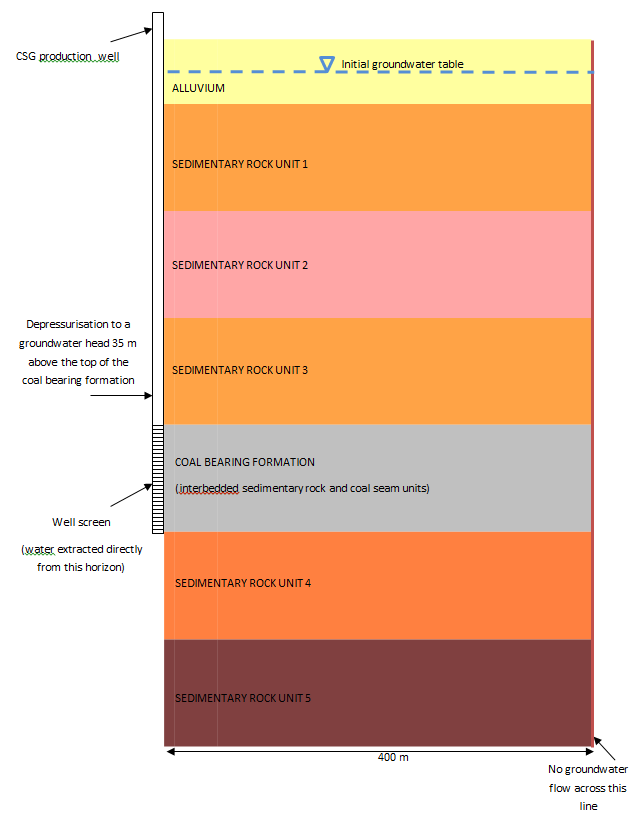 CSG production well
Initial groundwater table
ALLUVIUM
SEDIMENTARY ROCK UNIT 1
SEDIMENTARY ROCK UNIT 2
Depressurisation to a
groundwater head 35 m
above the top of the
coal bearing formation
SEDIMENTARY ROCK UNIT 3
COAL BEARING FORMATION
(interbedded sedimentary rock and coal seam units)
Well screen
(water extracted directly
from this horizon)
SEDIMENTARY ROCK UNIT 4
SEDIMENTARY ROCK UNIT 5
400 m
No groundwater
flow across this
line